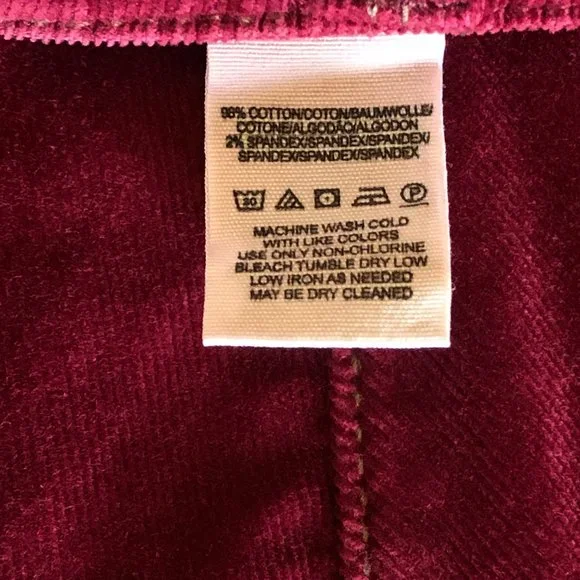 98% COTTON/COTON/BAUMWOLLE/
COTONE/ALGODÃO/ALGODON
2% SPANDEX/SPANDEX/SPANDEX/
SPANDEX/SPANDEX/SPANDEX
30 P
MACHINE WASH COLD
WITH LIKE COLORS
USE ONLY NON-CHLORINE
BLEACH TUMBLE DRY LOW
LOW IRON AS NEEDED
MAY BE DRY CLEANED